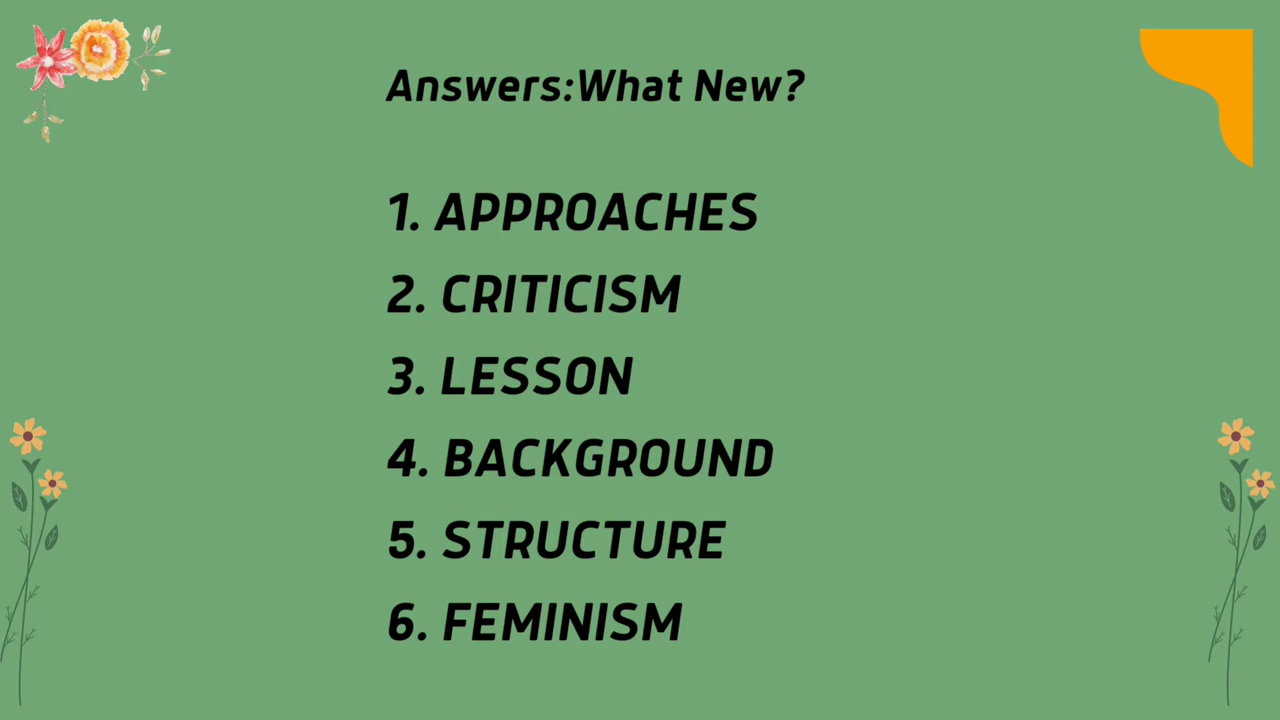 Answers:What New?
1. APPROACHES
2. CRITICISM
3. LESSON
4. BACKGROUND
5. STRUCTURE
6. FEMINISM